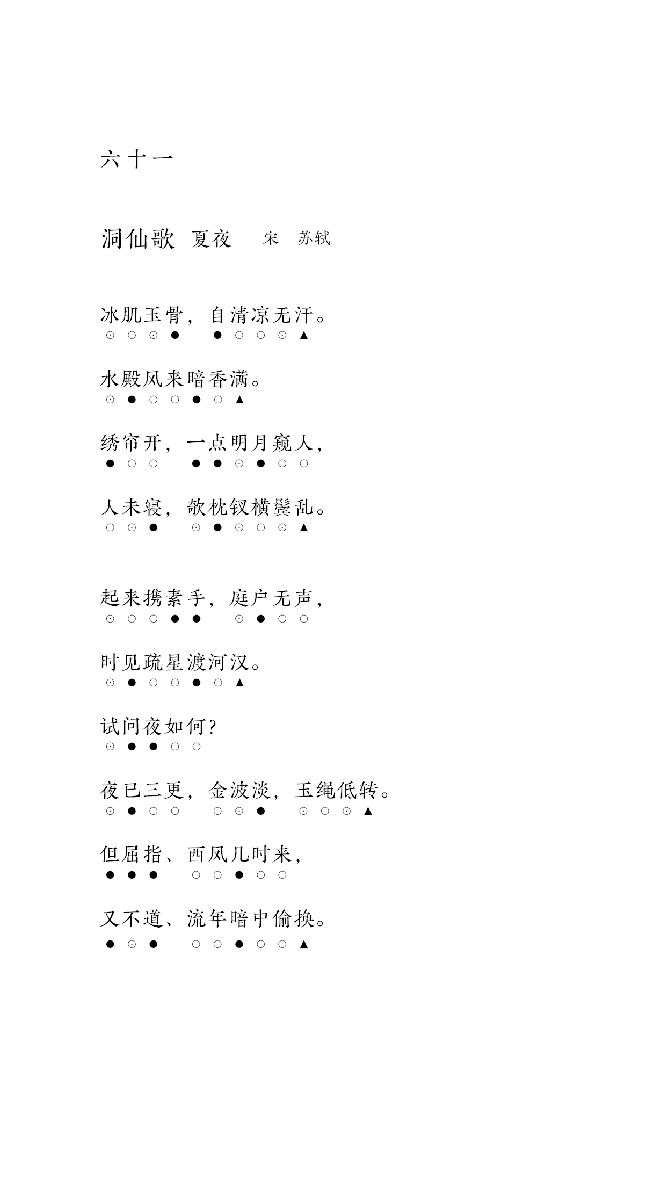 六十一
洞仙歌 夏夜 宋 苏轼
冰肌玉骨，自清凉无汗。
⊙○⊙● ●○○⊙▲
水殿风来暗香满。
⊙●○○●○▲
绣帘开，一点明月窥人，
●○○ ●●⊙●○○
人未寝，欹枕钗横鬓乱。
○⊙● ⊙●⊙○⊙▲
起来携素手，庭户无声，
⊙○○●● ⊙●○○
时见疏星渡河汉。
⊙●○○●○▲
试问夜如何？
⊙●●○○
夜已三更，金波淡，玉绳低转。
⊙●○○ ○⊙● ⊙○⊙▲
但屈指、西风几时来，
●●● ○○●○○
又不道、流年暗中偷换。
●⊙● ○○●○○▲